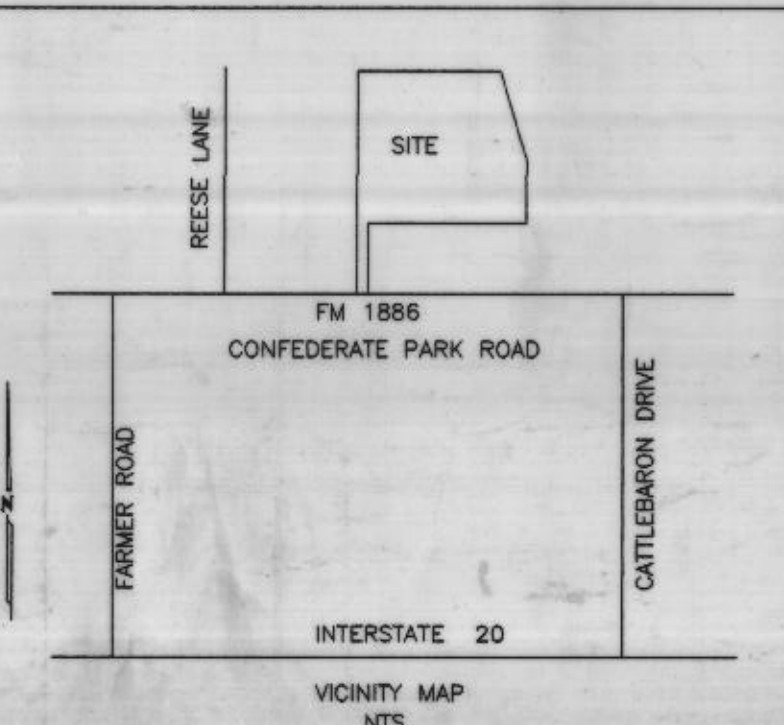 REESE LANE
SITE
FM 1886
CONFEDERATE PARK ROAD
FARMER ROAD
CATTLEBARON DRIVE
N
INTERSTATE 20
VICINITY MAP
NTS